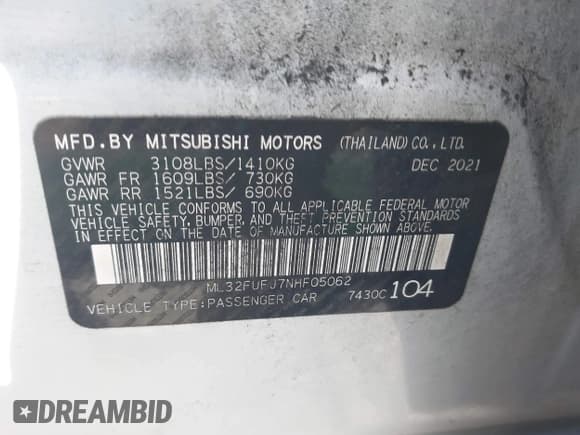 MFD.BY MITSUBISHI MOTORS (THAILAND) CO., LTD.
GVWR 3108LBS/1410KG DEC 2021
GAWR FR 1609LBS/ 730KG
GAWR RR 1521LBS/ 690KG
THIS VEHICLE CONFORMS TO ALL APPLICABLE FEDERAL MOTOR
VEHICLE SAFETY, BUMPER, AND THEFT PREVENTION STANDARDS
IN EFFECT ON THE DATE OF MANUFACTURE SHOWN ABOVE.
ML32FUFJ7NHF05062
VEHICLE TYPE:PASSENGER CAR 7430C 104
DREAMBID